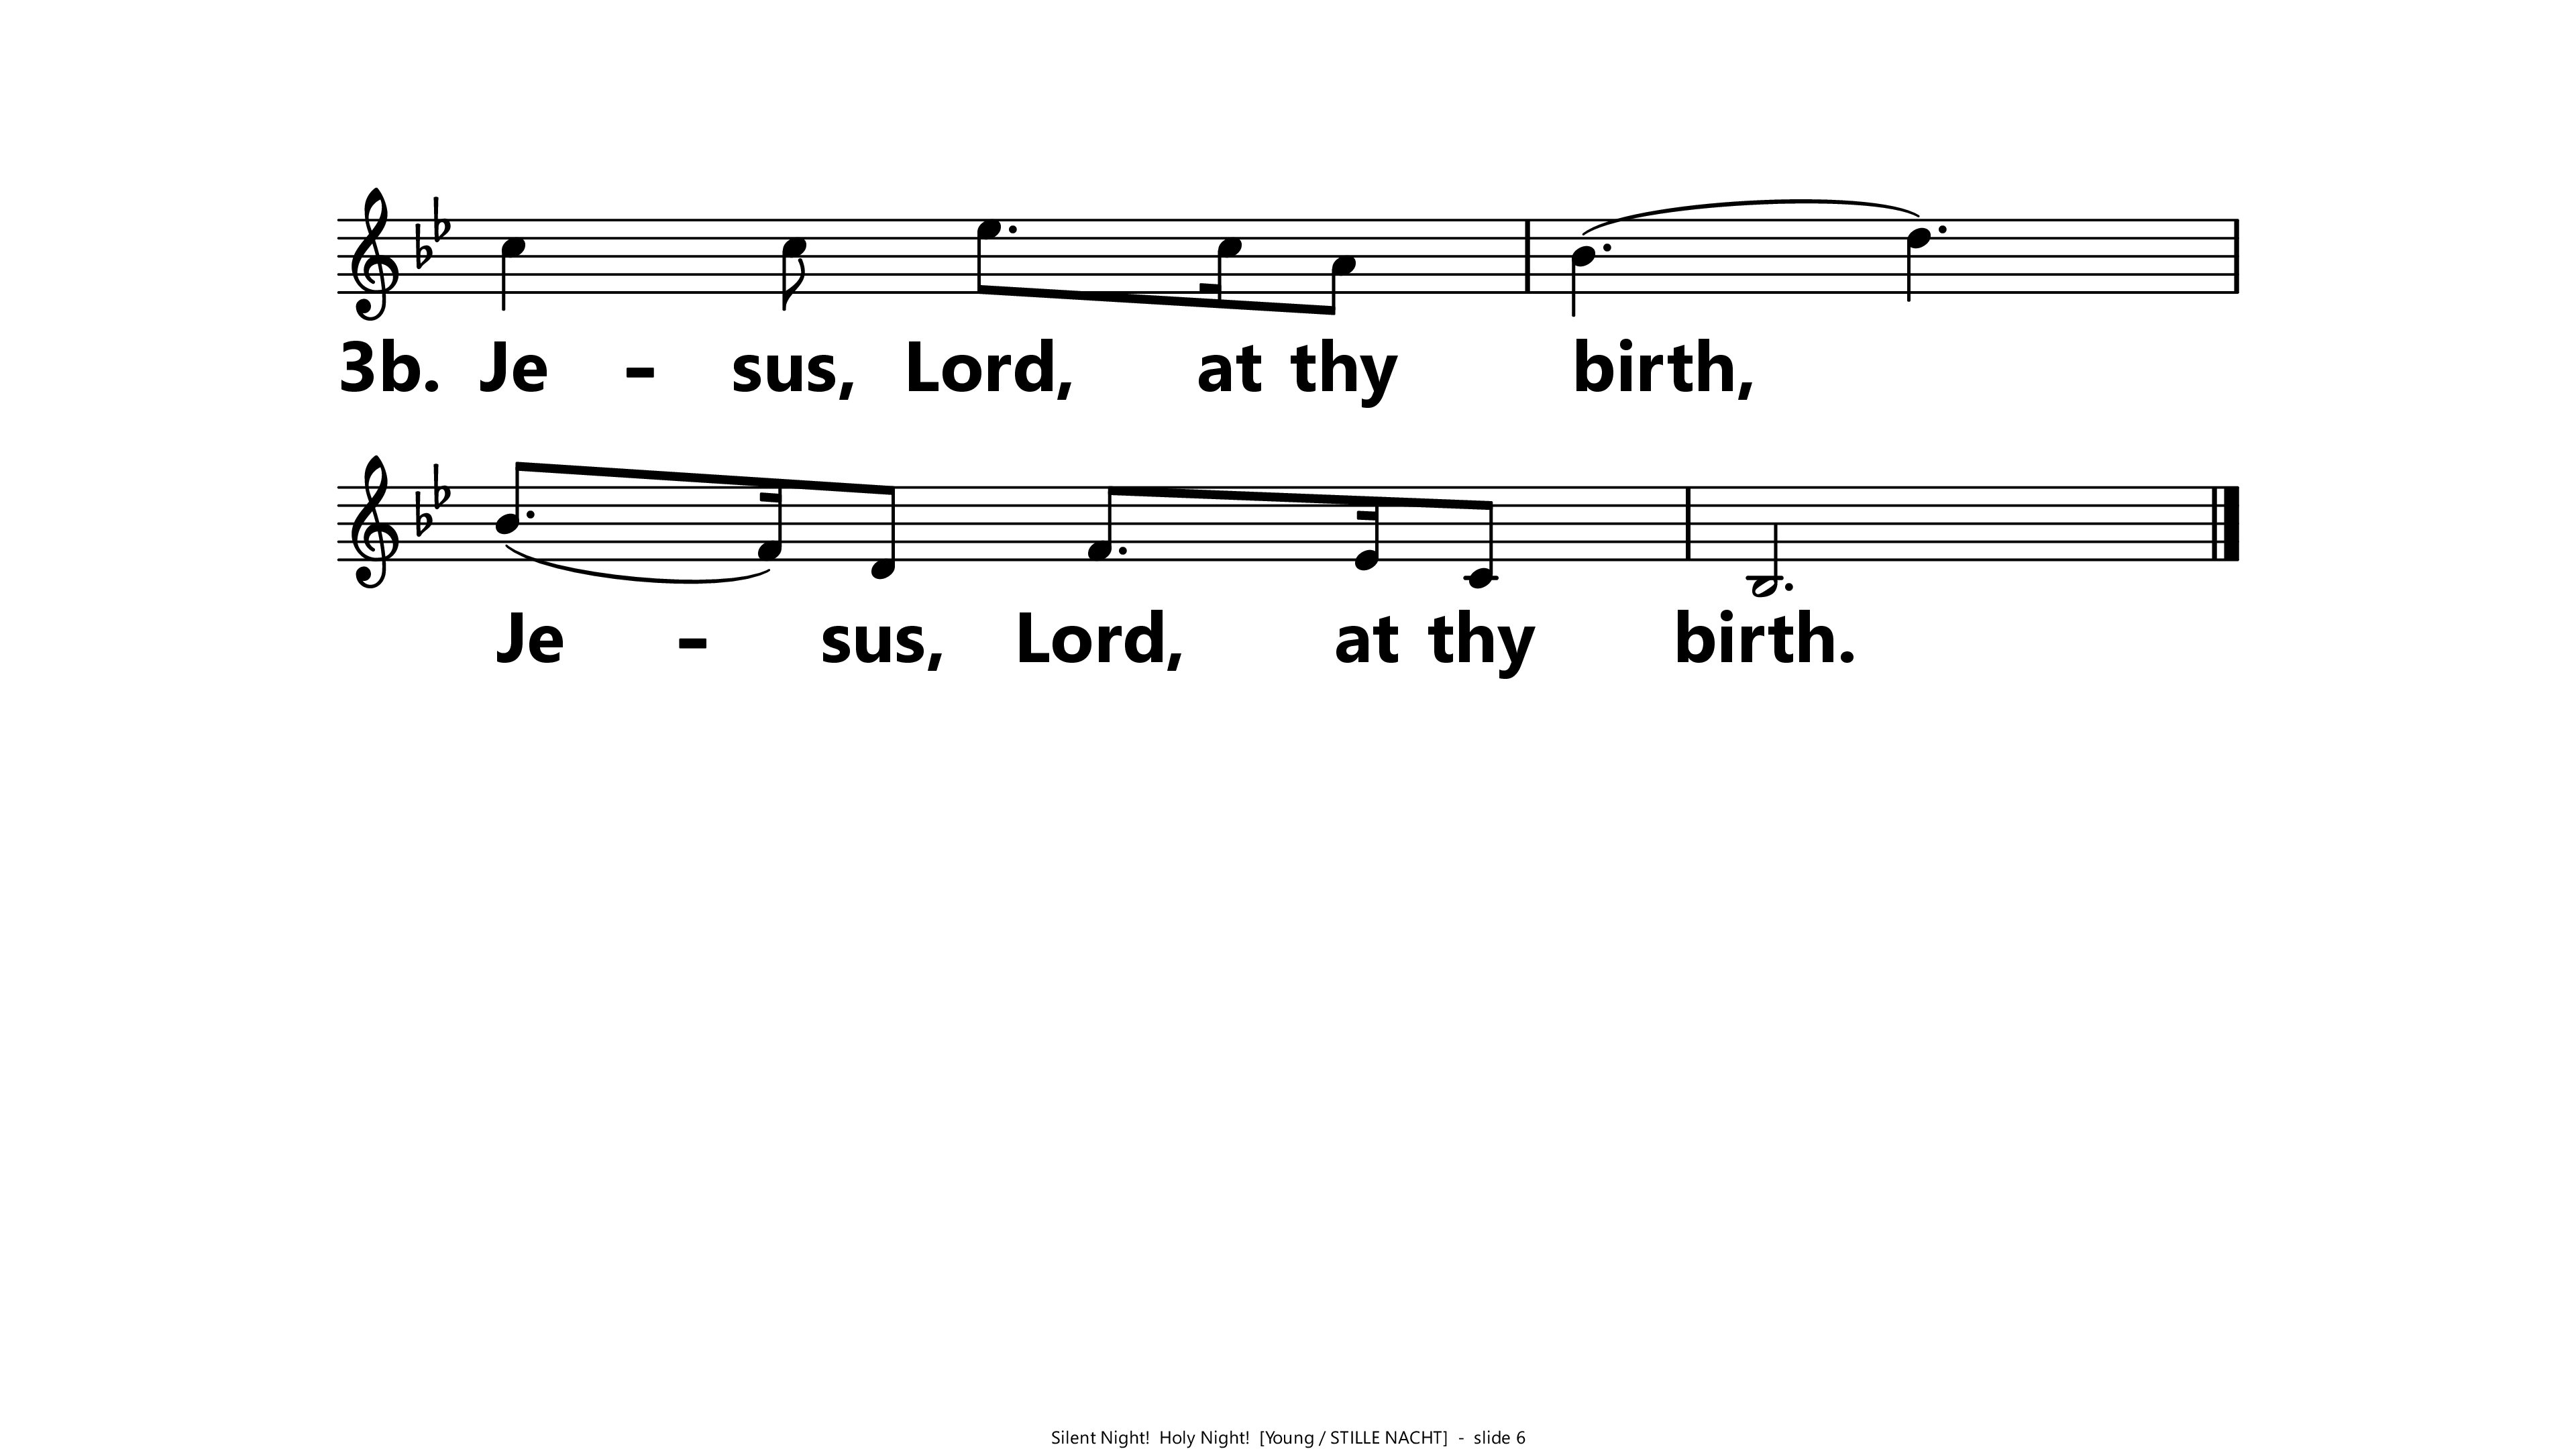 3b. Je - sus, Lord, at thy birth,
Je - sus, Lord, at thy birth.
Silent Night! Holy Night! [Young / STILLE NACHT] - slide 6